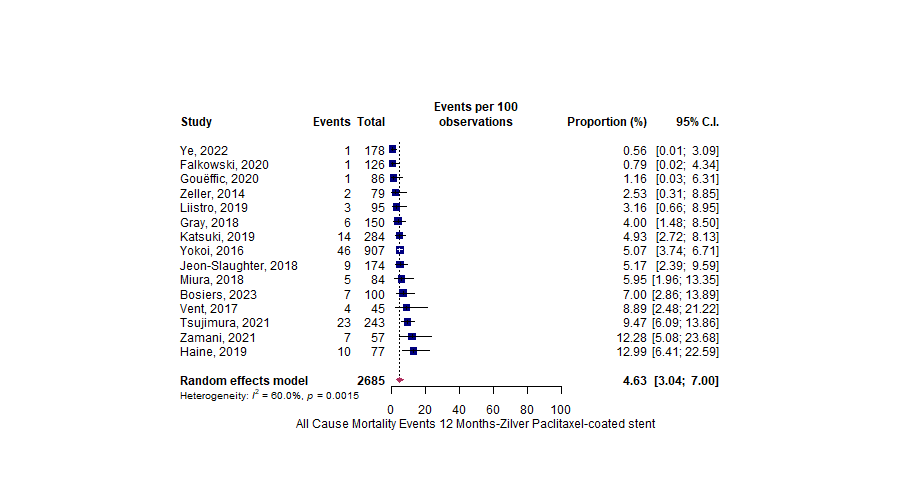 Events per 100
Study Events Total observations Proportion (%) 95% C.I.
Ye, 2022 1 178 0.56 [0.01; 3.09]
Falkowski, 2020 1 126 0.79 [0.02; 4.34]
Gouëffic, 2020 1 86 1.16 [0.03; 6.31]
Zeller, 2014 2 79 2.53 [0.31; 8.85]
Liistro, 2019 3 95 3.16 [0.66; 8.95]
Gray, 2018 6 150 4.00 [1.48; 8.50]
Katsuki, 2019 14 284 4.93 [2.72; 8.13]
Yokoi, 2016 46 907 5.07 [3.74; 6.71]
Jeon-Slaughter, 2018 9 174 5.17 [2.39; 9.59]
Miura, 2018 5 84 5.95 [1.96; 13.35]
Bosiers, 2023 7 100 7.00 [2.86; 13.89]
Vent, 2017 4 45 8.89 [2.48; 21.22]
Tsujimura, 2021 23 243 9.47 [6.09; 13.86]
Zamani, 2021 7 57 12.28 [5.08; 23.68]
Haine, 2019 10 77 12.99 [6.41; 22.59]
Random effects model 2685 4.63 [3.04; 7.00]
Heterogeneity: I² = 60.0%, p = 0.0015
0 20 40 60 80 100
All Cause Mortality Events 12 Months-Zilver Paclitaxel-coated stent